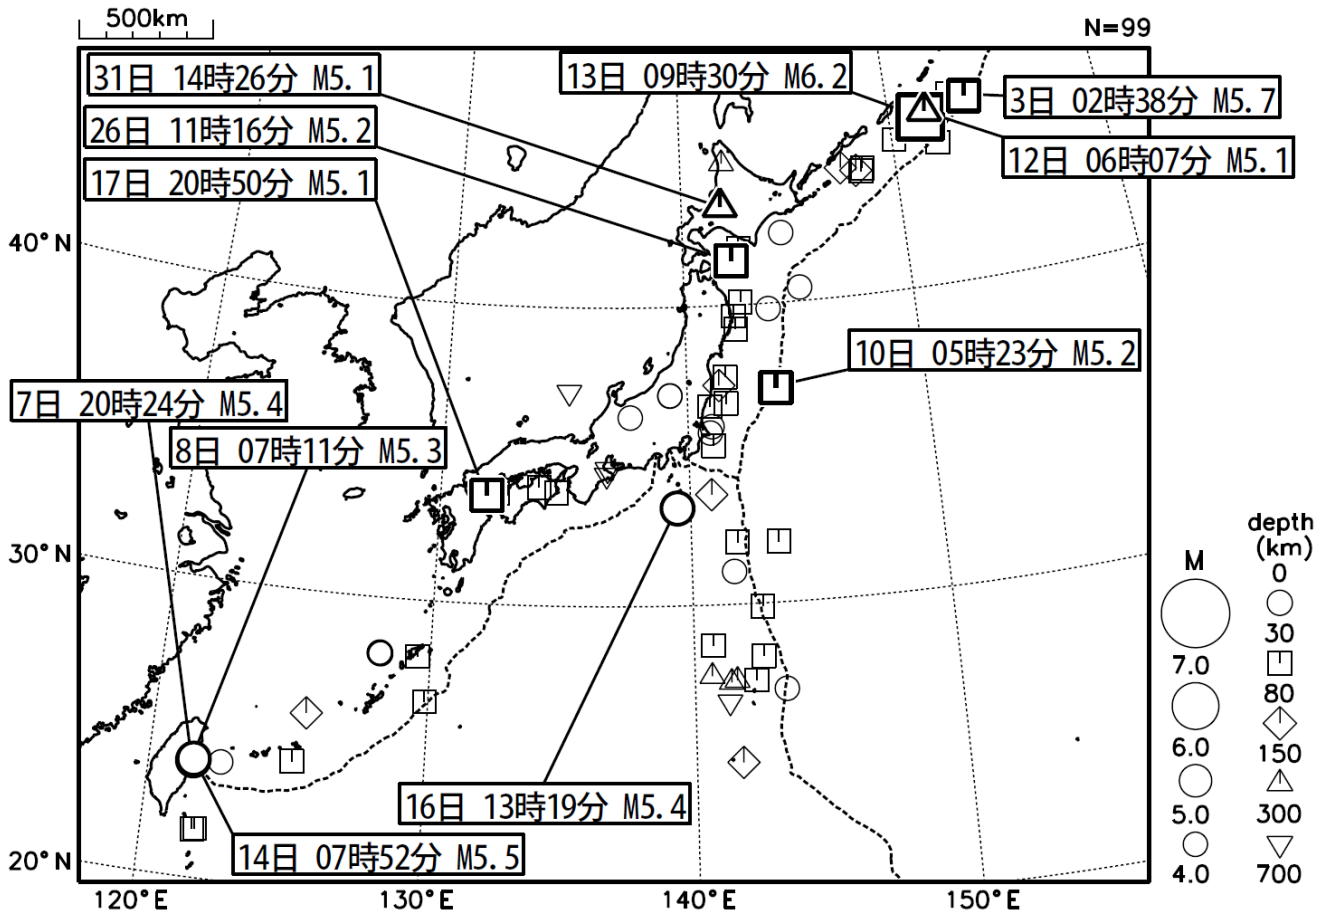 500km
N=99
31日 14時26分 M5.1
13日 09時30分 M6.2
3日 02時38分 M5.7
26日 11時16分 M5.2
12日 06時07分 M5.1
17日 20時50分 M5.1
40°N
10日 05時23分 M5.2
7日 20時24分 M5.4
8日 07時11分 M5.3
30°N
16日 13時19分 M5.4
14日 07時52分 M5.5
20°N
120°E
130°E
140°E
150°E
M
7.0
6.0
5.0
4.0
depth
(km)
0
30
80
150
300
700